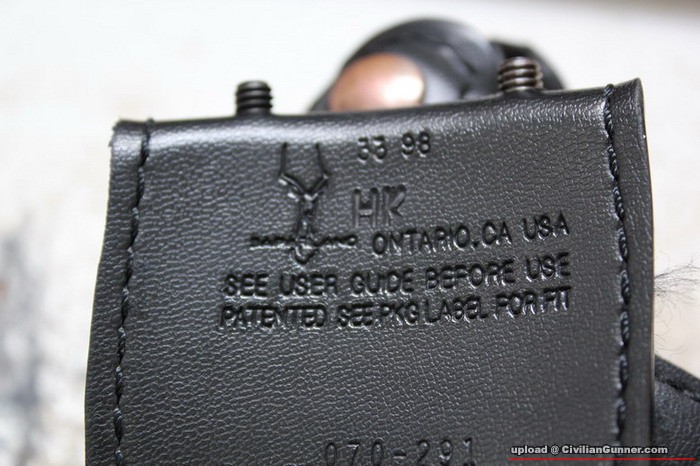 33 98
HK
SAFARILAND ONTARIO, CA USA
SEE USER GUIDE BEFORE USE
PATENTED SEE PKG LABEL FOR FIT
070-291
upload @ CivilianGunner.com